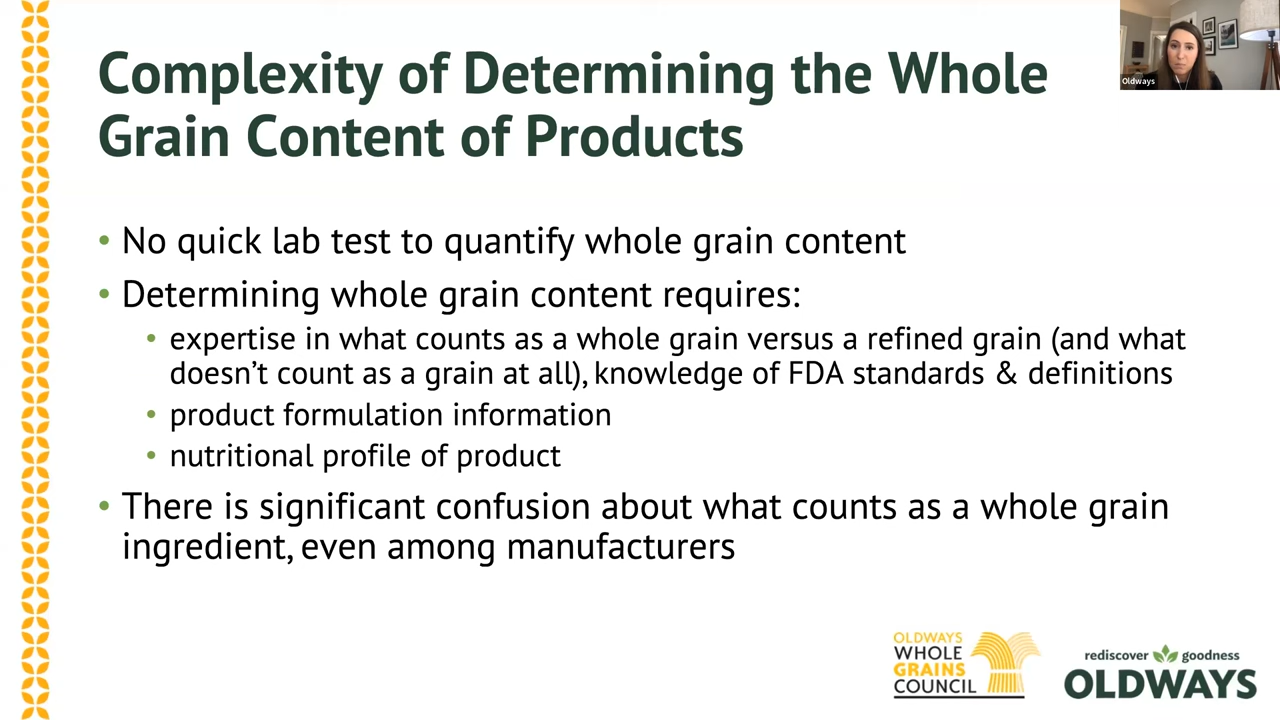 Complexity of Determining the Whole
Grain Content of Products
Oldways
• No quick lab test to quantify whole grain content
• Determining whole grain content requires:
• expertise in what counts as a whole grain versus a refined grain (and what
doesn’t count as a grain at all), knowledge of FDA standards & definitions
• product formulation information
• nutritional profile of product
• There is significant confusion about what counts as a whole grain
ingredient, even among manufacturers
OLDWAYS
WHOLE
GRAINS
COUNCIL
rediscover goodness
OLDWAYS